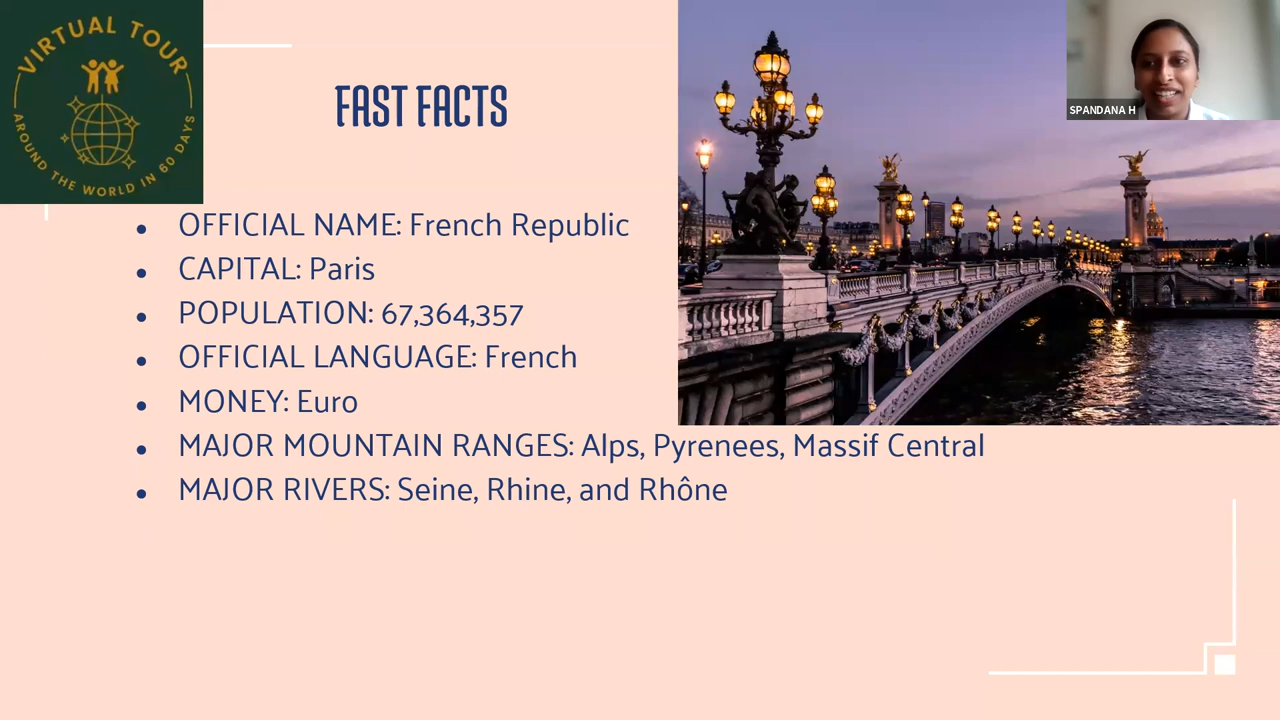 VIRTUAL TOUR
AROUND THE WORLD IN 60 DAYS
FAST FACTS
SPANDANA H
• OFFICIAL NAME: French Republic
• CAPITAL: Paris
• POPULATION: 67,364,357
• OFFICIAL LANGUAGE: French
• MONEY: Euro
• MAJOR MOUNTAIN RANGES: Alps, Pyrenees, Massif Central
• MAJOR RIVERS: Seine, Rhine, and Rhône